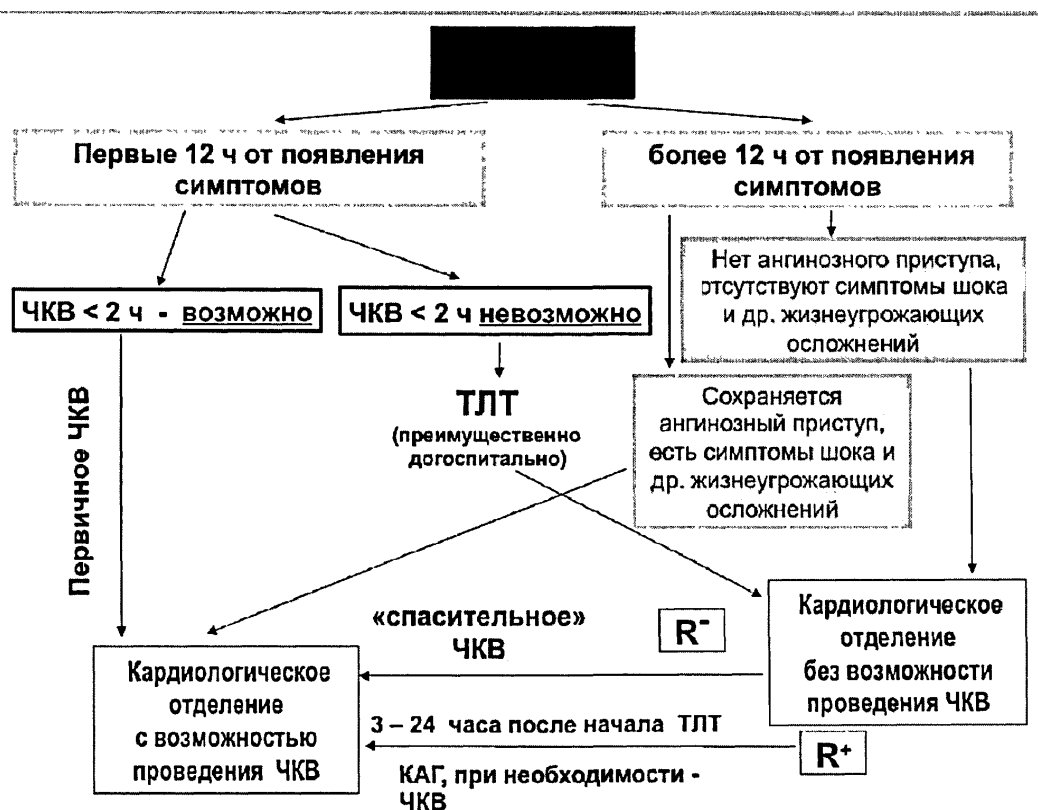 Первые 12 ч от появления
симптомов
более 12 ч от появления
симптомов
Нет ангинозного приступа,
отсутствуют симптомы шока
и др. жизнеугрожающих
осложнений
ЧКВ < 2 ч - возможно
ЧКВ < 2 ч невозможно
Сохраняется
ангинозный приступ,
есть симптомы шока и
др. жизнеугрожающих
осложнений
ТЛТ
(преимущественно
догоспитально)
Первичное ЧКВ
«спасительное»
ЧКВ
R-
Кардиологическое
отделение
без возможности
проведения ЧКВ
Кардиологическое
отделение
с возможностью
проведения ЧКВ
3 – 24 часа после начала ТЛТ
R+
КАГ, при необходимости -
ЧКВ